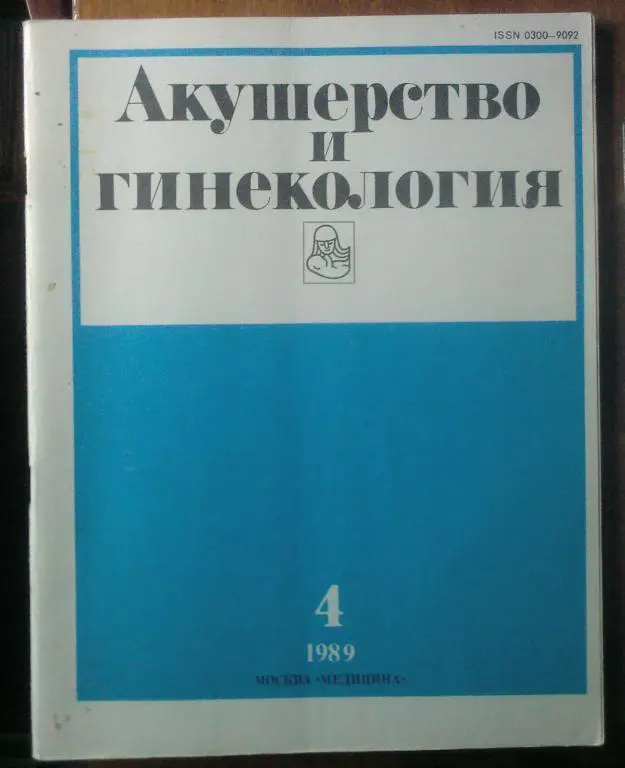 ISSN 0300—9092
Акушерство
и
гинекология
4
1989
МОСКВА «МЕДИЦИНА»